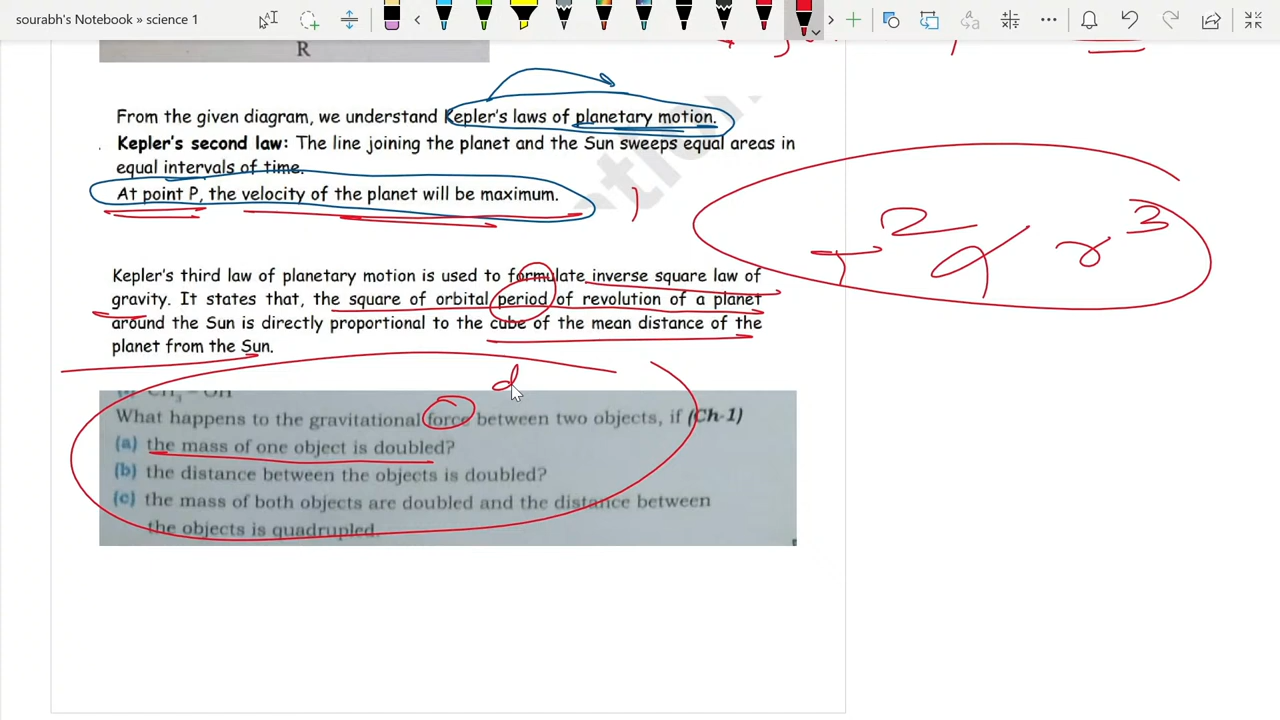 sourabh's Notebook » science 1
R
From the given diagram, we understand Kepler's laws of planetary motion.
Kepler's second law: The line joining the planet and the Sun sweeps equal areas in
equal intervals of time.
At point P, the velocity of the planet will be maximum.
T² α r³
Kepler's third law of planetary motion is used to formulate inverse square law of
gravity. It states that, the square of orbital period of revolution of a planet
around the Sun is directly proportional to the cube of the mean distance of the
planet from the Sun.
d
What happens to the gravitational force between two objects, if (Ch-1)
(a) the mass of one object is doubled?
(b) the distance between the objects is doubled?
(c) the mass of both objects are doubled and the distance between
the objects is quadrupled.